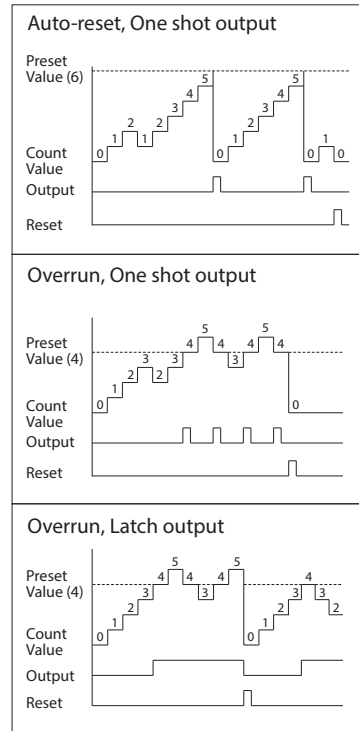 Auto-reset, One shot output
Preset
Value (6)
5 5
4 4
3 3
2 2 2
1 1 1 1
0 0 0 0
Count
Value
Output
Reset
Overrun, One shot output
5 5
Preset 4 4 4 4
Value (4) 3 3 3
2 2
1
0 0
Count
Value
Output
Reset
Overrun, Latch output
5 5
Preset 4 4 4 4
Value (4) 3 3 3 3
2 2 2
1 1
Count 0 0
Value
Output
Reset